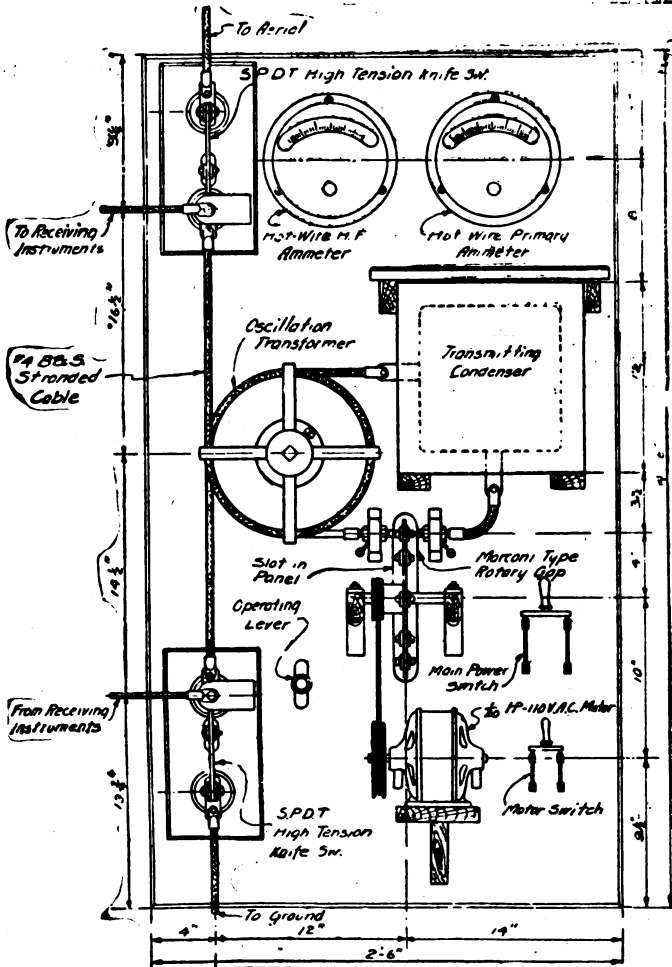 To Aerial
S.P.D.T High Tension Knife Sw.
To Receiving
Instruments
Hot-Wire H.F
Ammeter
Hot Wire Primary
Ammeter
8"
16½"
Oscillation
Transformer
Transmitting
Condenser
#4 B&S.
Stranded
Cable
12"
3½"
Slot in
Panel
Marconi Type
Rotary Gap
4"
14½"
Operating
Lever
Main Power
Switch
10"
From Receiving
Instruments
HP-110V A.C. Motor
Motor Switch
S.P.D.T
High Tension
Knife Sw.
To Ground
4" 12" 14"
2'-6"